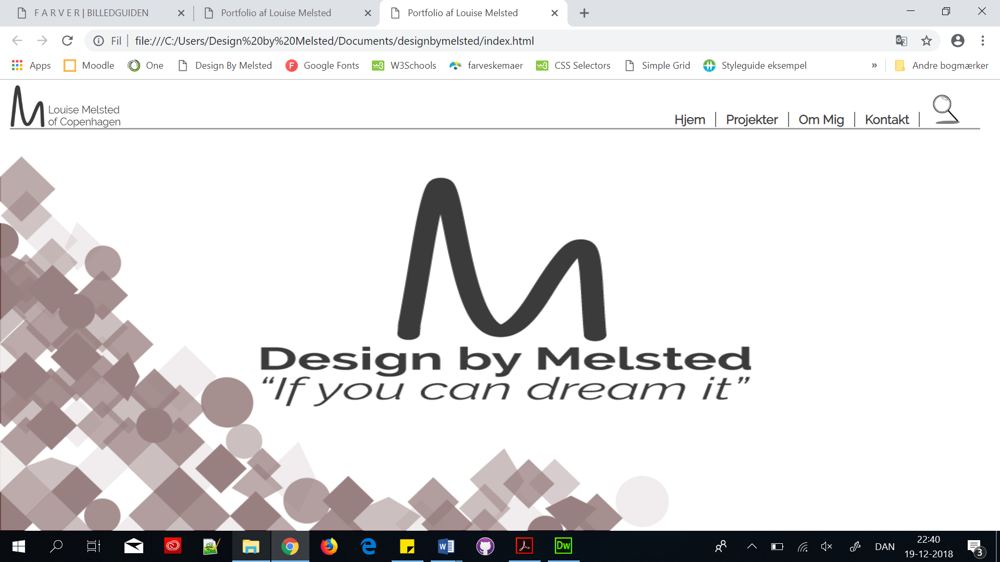 F A R V E R | BILLEDGUIDEN
Portfolio af Louise Melsted
Portfolio af Louise Melsted
Fil
file:///C:/Users/Design%20by%20Melsted/Documents/designbymelsted/index.html
Apps
Moodle
One
Design By Melsted
F
Google Fonts
w3
W3Schools
farveskemaer
w3
CSS Selectors
Simple Grid
Styleguide eksempel
»
Andre bogmærker
Louise Melsted
of Copenhagen
Hjem
Projekter
Om Mig
Kontakt
Design by Melsted
“If you can dream it”
Dw
DAN
22:40
19-12-2018
3